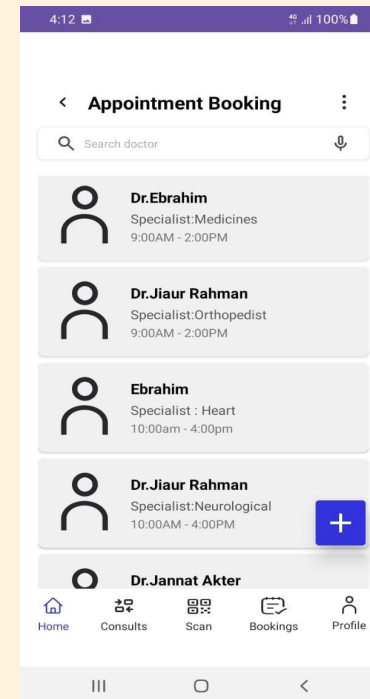 4:12
4G 100%
Appointment Booking
Search doctor
Dr.Ebrahim
Specialist:Medicines
9:00AM - 2:00PM
Dr.Jiaur Rahman
Specialist:Orthopedist
9:00AM - 2:00PM
Ebrahim
Specialist : Heart
10:00am - 4:00pm
Dr.Jiaur Rahman
Specialist:Neurological
10:00AM - 4:00PM
Dr.Jannat Akter
Home Consults Scan Bookings Profile